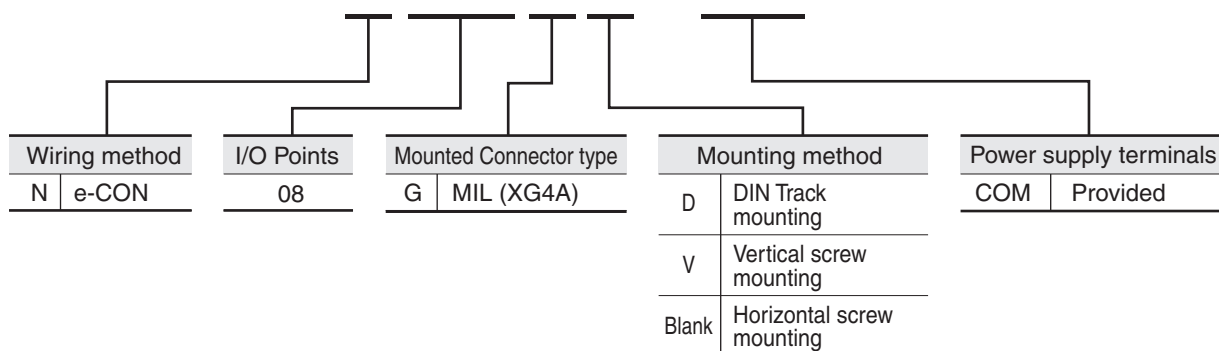 Wiring method
N e-CON
I/O Points
08
Mounted Connector type
G MIL (XG4A)
Mounting method
D DIN Track
mounting
V Vertical screw
mounting
Blank Horizontal screw
mounting
Power supply terminals
COM Provided